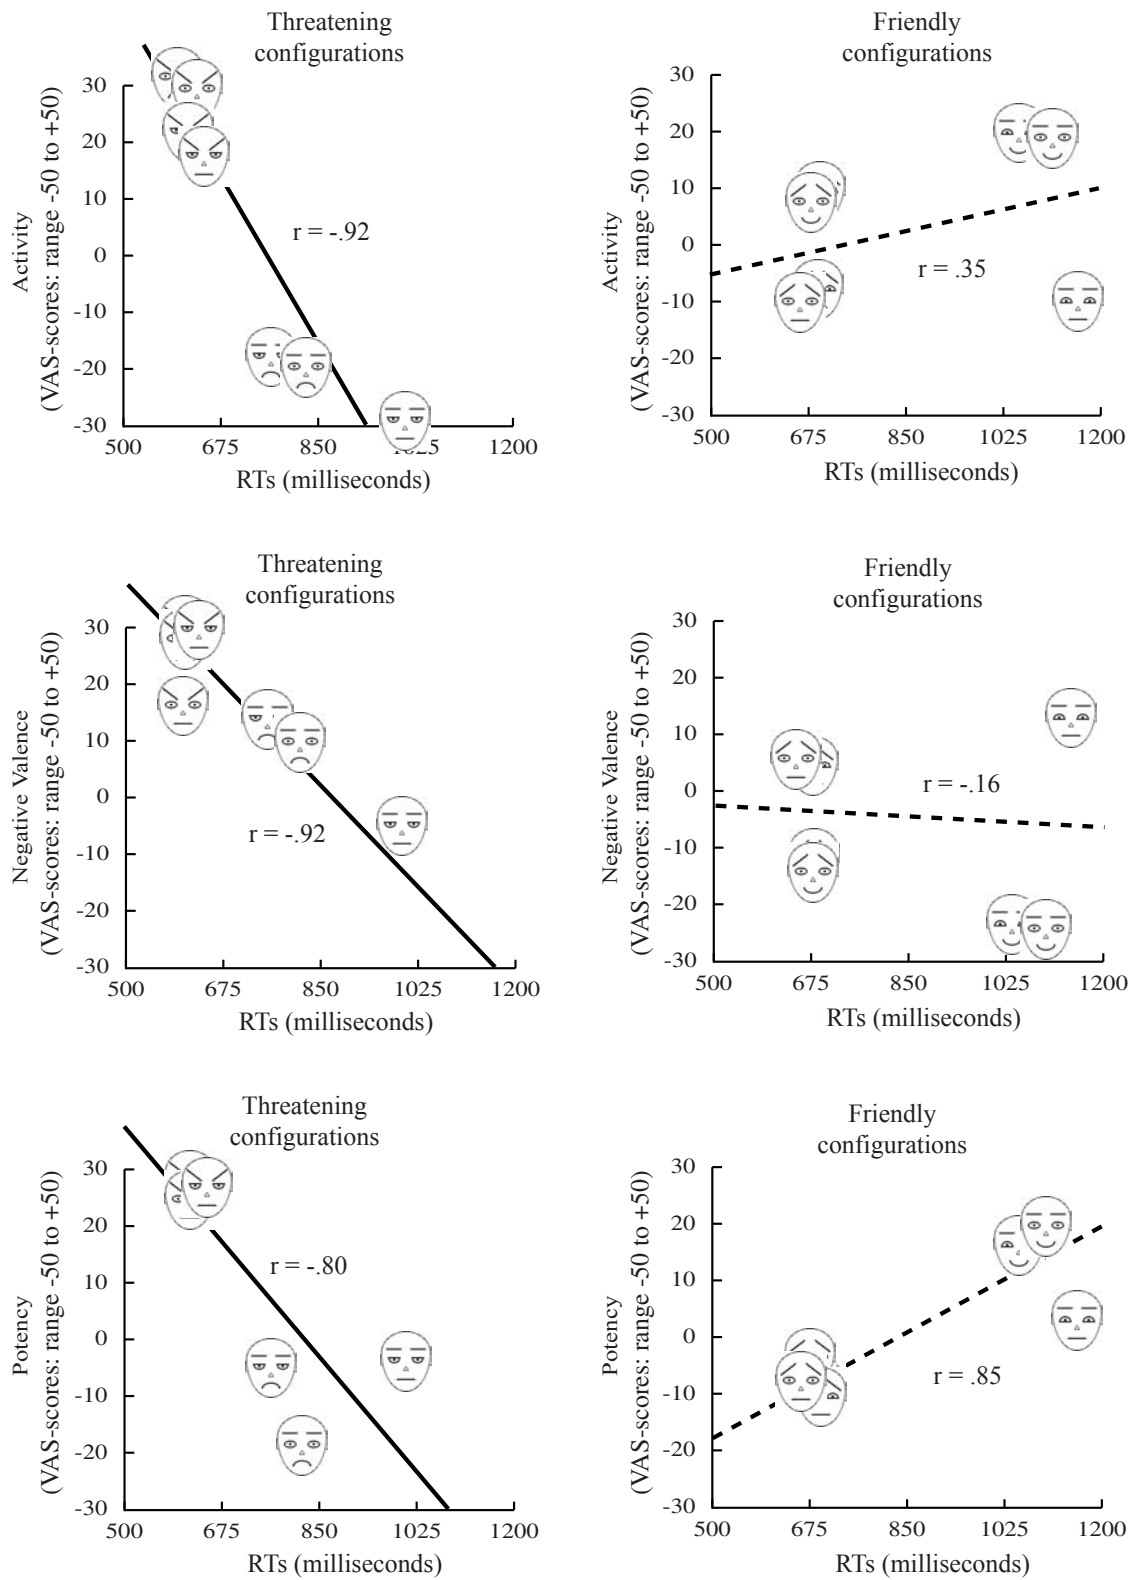 Threatening
configurations
Activity
(VAS-scores: range -50 to +50)
30
20
10
0
-10
-20
-30
r = -.92
500 675 850 1025 1200
RTs (milliseconds)
Friendly
configurations
Activity
(VAS-scores: range -50 to +50)
30
20
10
0
-10
-20
-30
r = .35
500 675 850 1025 1200
RTs (milliseconds)
Threatening
configurations
Negative Valence
(VAS-scores: range -50 to +50)
30
20
10
0
-10
-20
-30
r = -.92
500 675 850 1025 1200
RTs (milliseconds)
Friendly
configurations
Negative Valence
(VAS-scores: range -50 to +50)
30
20
10
0
-10
-20
-30
r = -.16
500 675 850 1025 1200
RTs (milliseconds)
Threatening
configurations
Potency
(VAS-scores: range -50 to +50)
30
20
10
0
-10
-20
-30
r = -.80
500 675 850 1025 1200
RTs (milliseconds)
Friendly
configurations
Potency
(VAS-scores: range -50 to +50)
30
20
10
0
-10
-20
-30
r = .85
500 675 850 1025 1200
RTs (milliseconds)